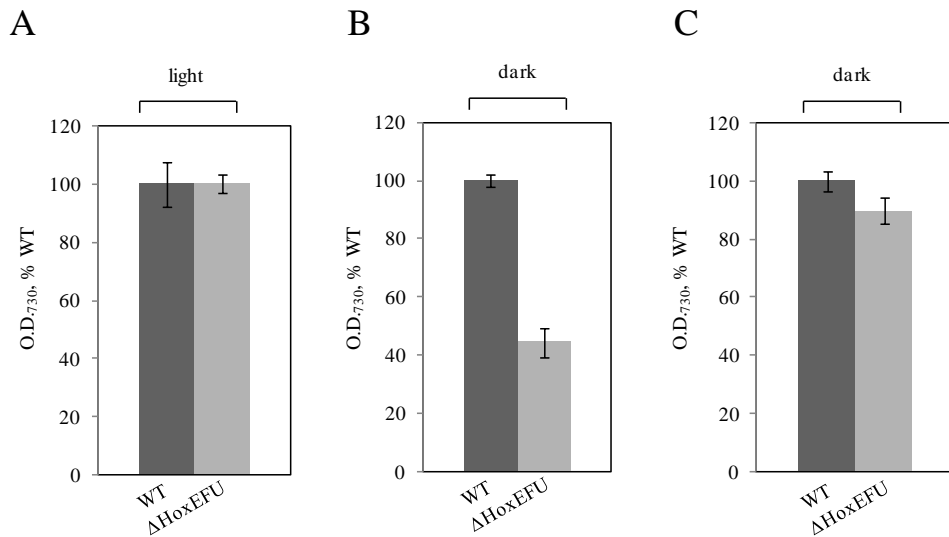 A
light
120
100
80
60
40
20
0
O.D.730, % WT
WT
ΔHoxEFU
B
dark
120
100
80
60
40
20
0
O.D.730, % WT
WT
ΔHoxEFU
C
dark
120
100
80
60
40
20
0
O.D.730, % WT
WT
ΔHoxEFU